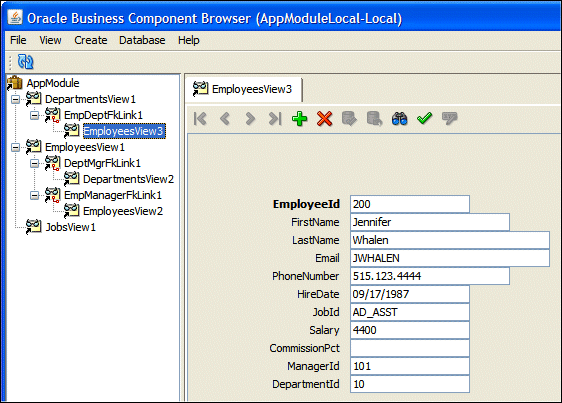 Oracle Business Component Browser (AppModuleLocal-Local)
File View Create Database Help
AppModule
DepartmentsView1
EmpDeptFkLink1
EmployeesView3
EmployeesView1
DeptMgrFkLink1
DepartmentsView2
EmpManagerFkLink1
EmployeesView2
JobsView1
EmployeesView3
EmployeeId 200
FirstName Jennifer
LastName Whalen
Email JWHALEN
PhoneNumber 515.123.4444
HireDate 09/17/1987
JobId AD_ASST
Salary 4400
CommissionPct
ManagerId 101
DepartmentId 10